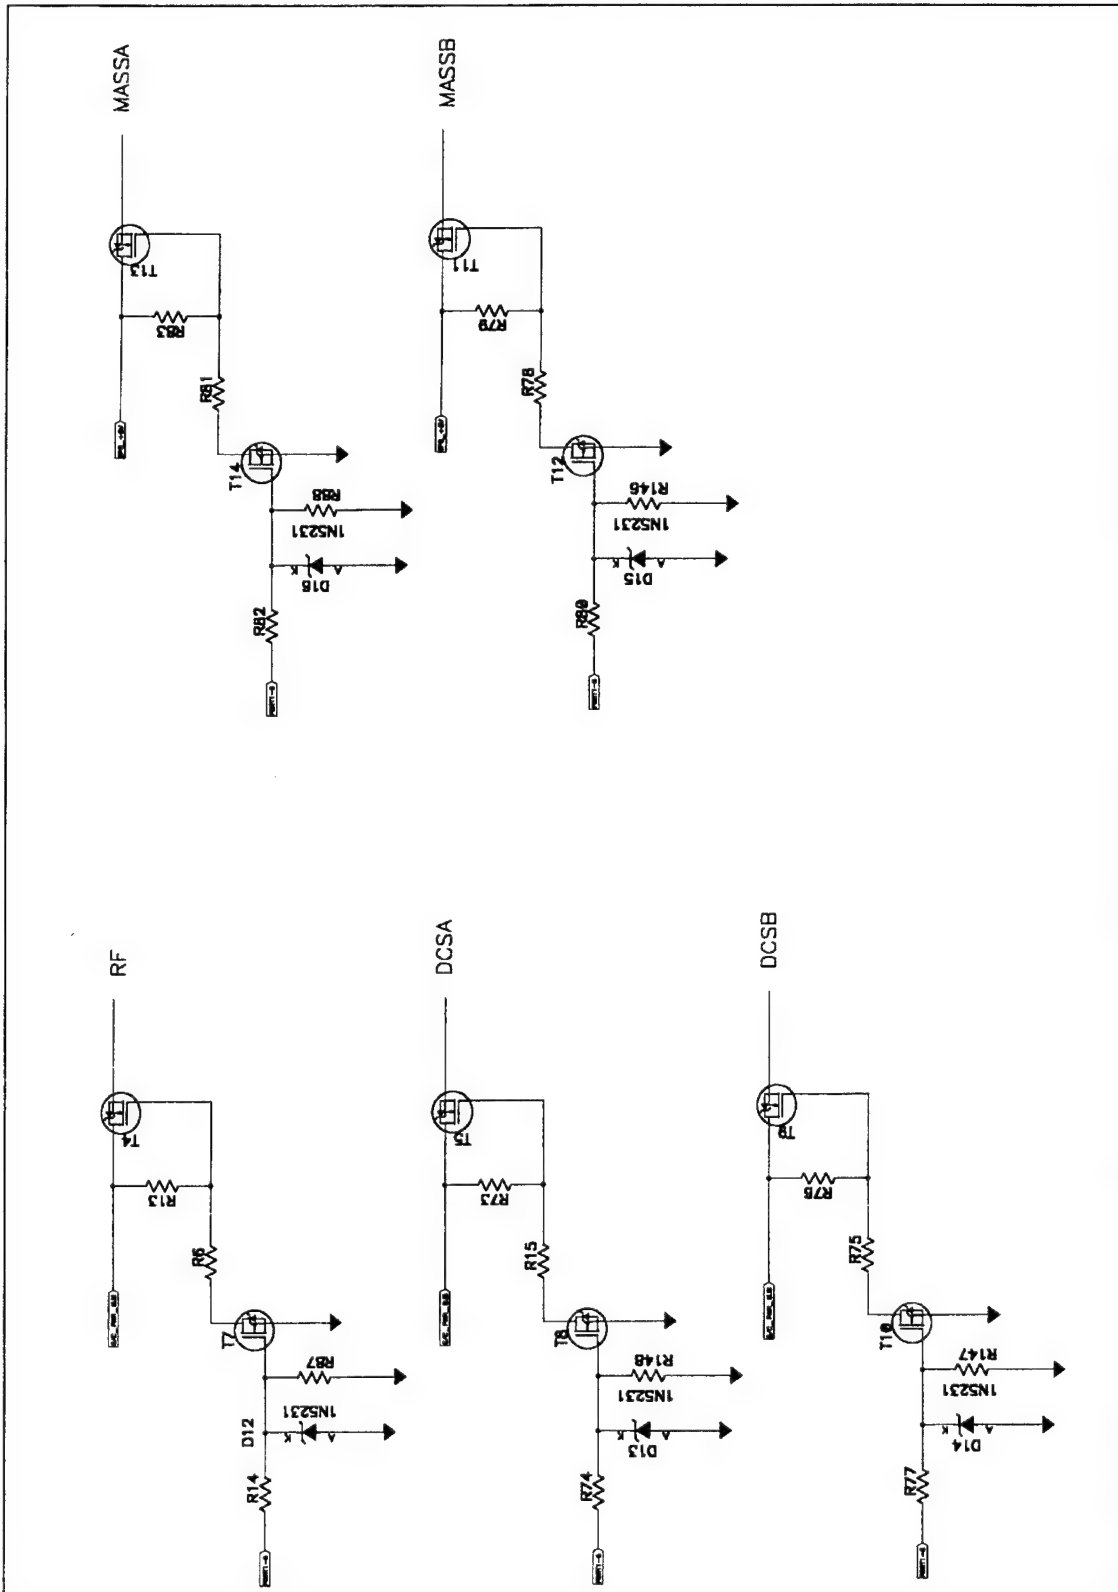 MASSA
T13
R83
R81
T14
R88
1N5231
K
A
D16
R82
MASSB
T11
R79
R78
T12
R146
1N5231
K
A
D15
R80
RF
T4
R13
R6
T7
R87
1N5231
D12
K
A
R14
DCSA
T5
R73
R15
T8
R148
1N5231
K
A
D13
R74
DCSB
T9
R76
R75
T10
R147
1N5231
K
A
D14
R77